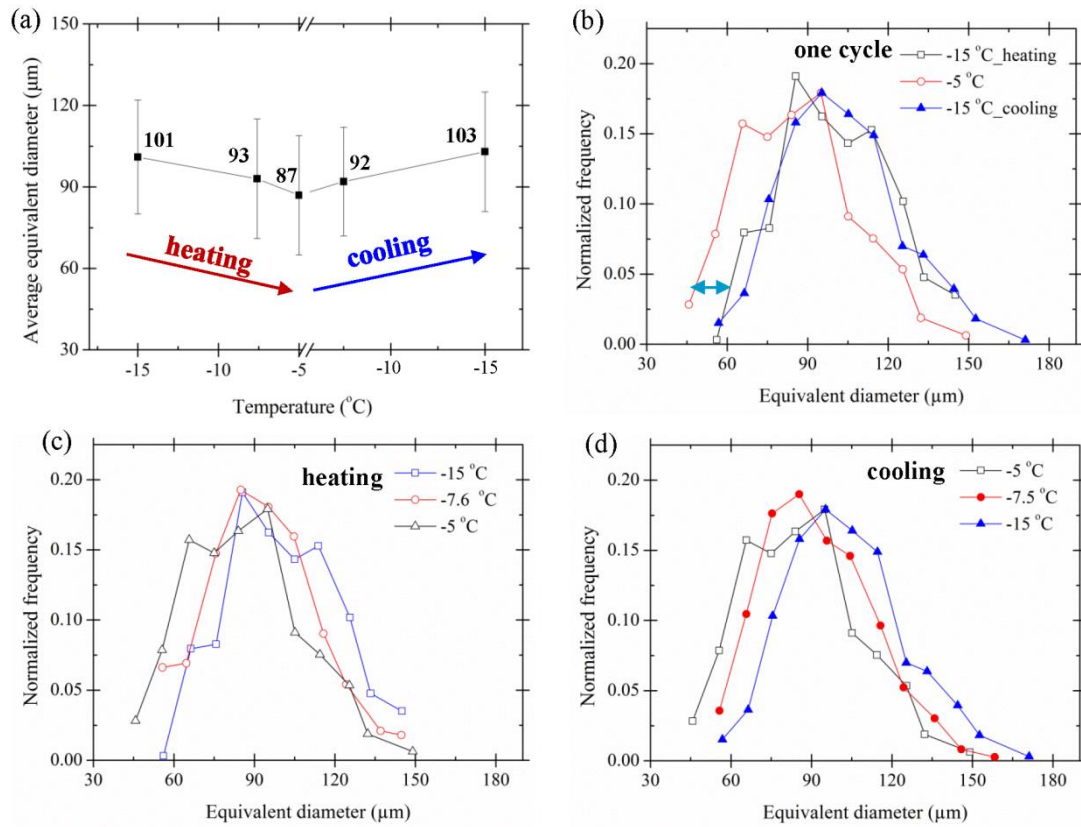 (a)
150
120
90
60
30
Average equivalent diameter (µm)
101
93
87
92
103
heating
cooling
-15
-10
-5
-10
-15
Temperature (°C)
(b)
one cycle
-15 °C_heating
-5 °C
-15 °C_cooling
0.20
0.15
0.10
0.05
0.00
Normalized frequency
30
60
90
120
150
180
Equivalent diameter (µm)
(c)
heating
-15 °C
-7.6 °C
-5 °C
0.20
0.15
0.10
0.05
0.00
Normalized frequency
30
60
90
120
150
180
Equivalent diameter (µm)
(d)
cooling
-5 °C
-7.5 °C
-15 °C
0.20
0.15
0.10
0.05
0.00
Normalized frequency
30
60
90
120
150
180
Equivalent diameter (µm)